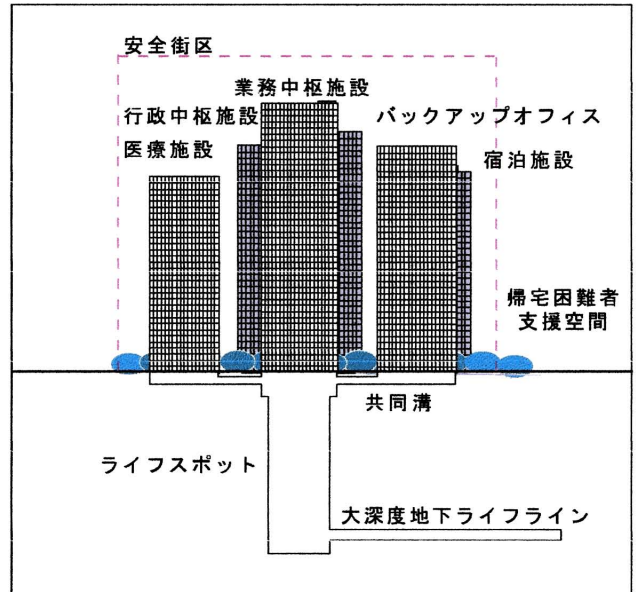 安全街区
業務中枢施設
行政中枢施設
バックアップオフィス
医療施設
宿泊施設
帰宅困難者
支援空間
共同溝
ライフスポット
大深度地下ライフライン